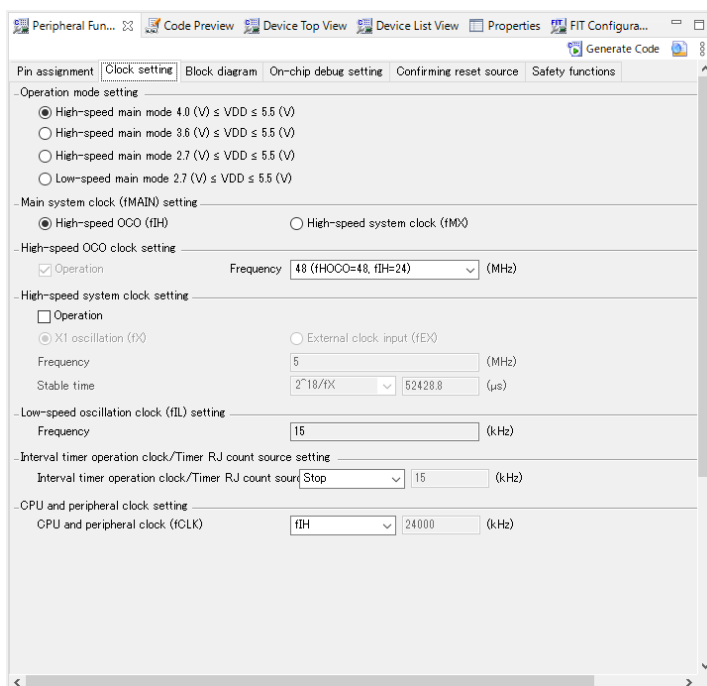 Peripheral Fun... Code Preview Device Top View Device List View Properties FIT Configura...
Generate Code
Pin assignment Clock setting Block diagram On-chip debug setting Confirming reset source Safety functions
Operation mode setting
High-speed main mode 4.0 (V) ≤ VDD ≤ 5.5 (V)
High-speed main mode 3.6 (V) ≤ VDD ≤ 5.5 (V)
High-speed main mode 2.7 (V) ≤ VDD ≤ 5.5 (V)
Low-speed main mode 2.7 (V) ≤ VDD ≤ 5.5 (V)
Main system clock (fMAIN) setting
High-speed OCO (fIH) High-speed system clock (fMX)
High-speed OCO clock setting
Operation Frequency 48 (fHOCO=48, fIH=24) (MHz)
High-speed system clock setting
Operation
X1 oscillation (fX) External clock input (fEX)
Frequency 5 (MHz)
Stable time 2^18/fX 52428.8 (μs)
Low-speed oscillation clock (fIL) setting
Frequency 15 (kHz)
Interval timer operation clock/Timer RJ count source setting
Interval timer operation clock/Timer RJ count sourc Stop 15 (kHz)
CPU and peripheral clock setting
CPU and peripheral clock (fCLK) fIH 24000 (kHz)